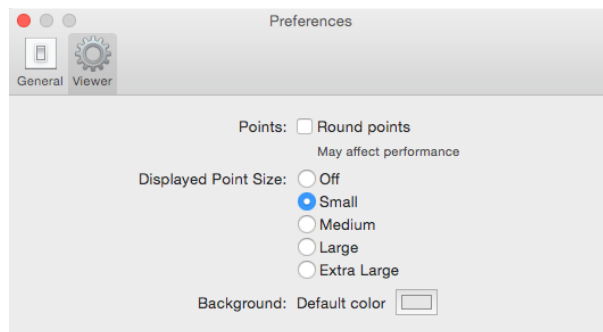 Preferences
General Viewer
Points: Round points
May affect performance
Displayed Point Size: Off
Small
Medium
Large
Extra Large
Background: Default color